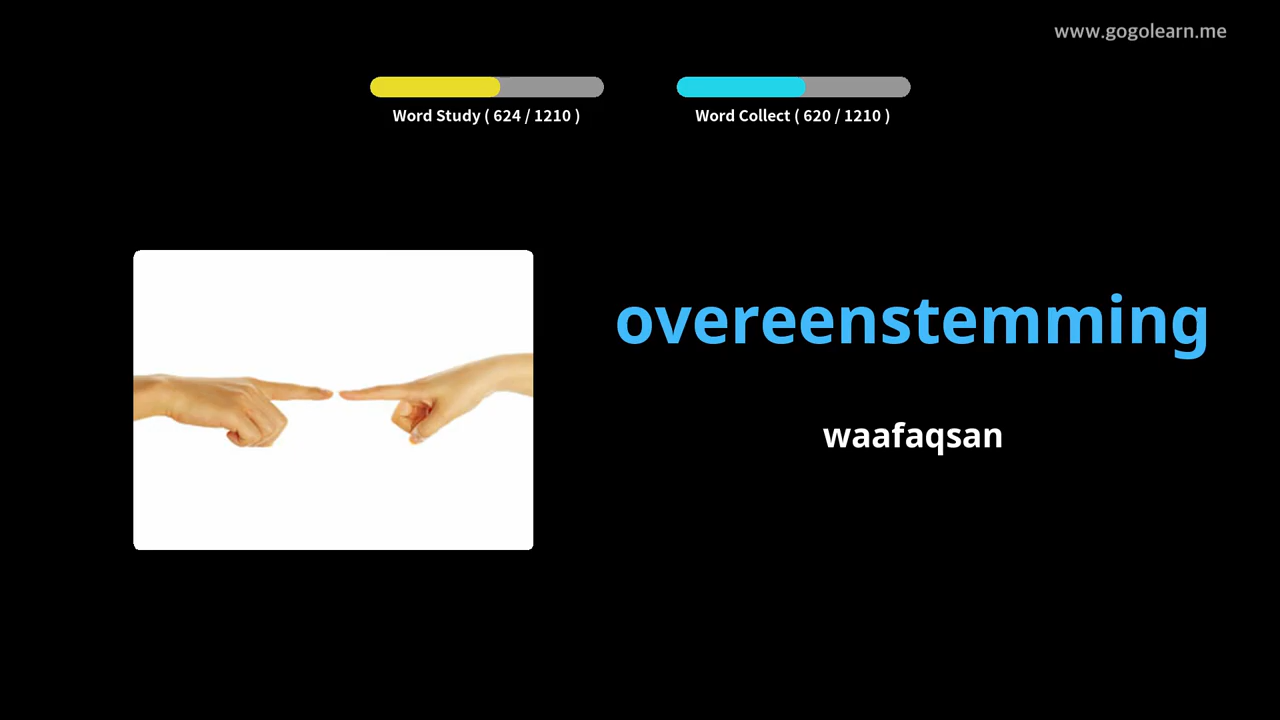 www.gogolearn.me
Word Study ( 624 / 1210 )
Word Collect ( 620 / 1210 )
overeenstemming
waafaqsan